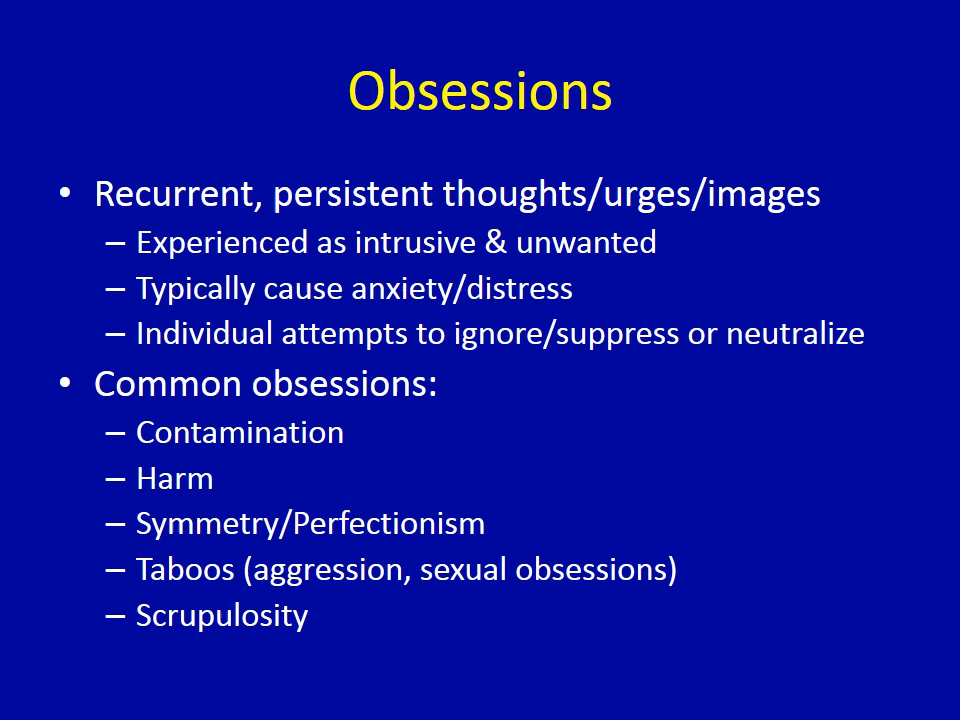 Obsessions
• Recurrent, persistent thoughts/urges/images
– Experienced as intrusive & unwanted
– Typically cause anxiety/distress
– Individual attempts to ignore/suppress or neutralize
• Common obsessions:
– Contamination
– Harm
– Symmetry/Perfectionism
– Taboos (aggression, sexual obsessions)
– Scrupulosity